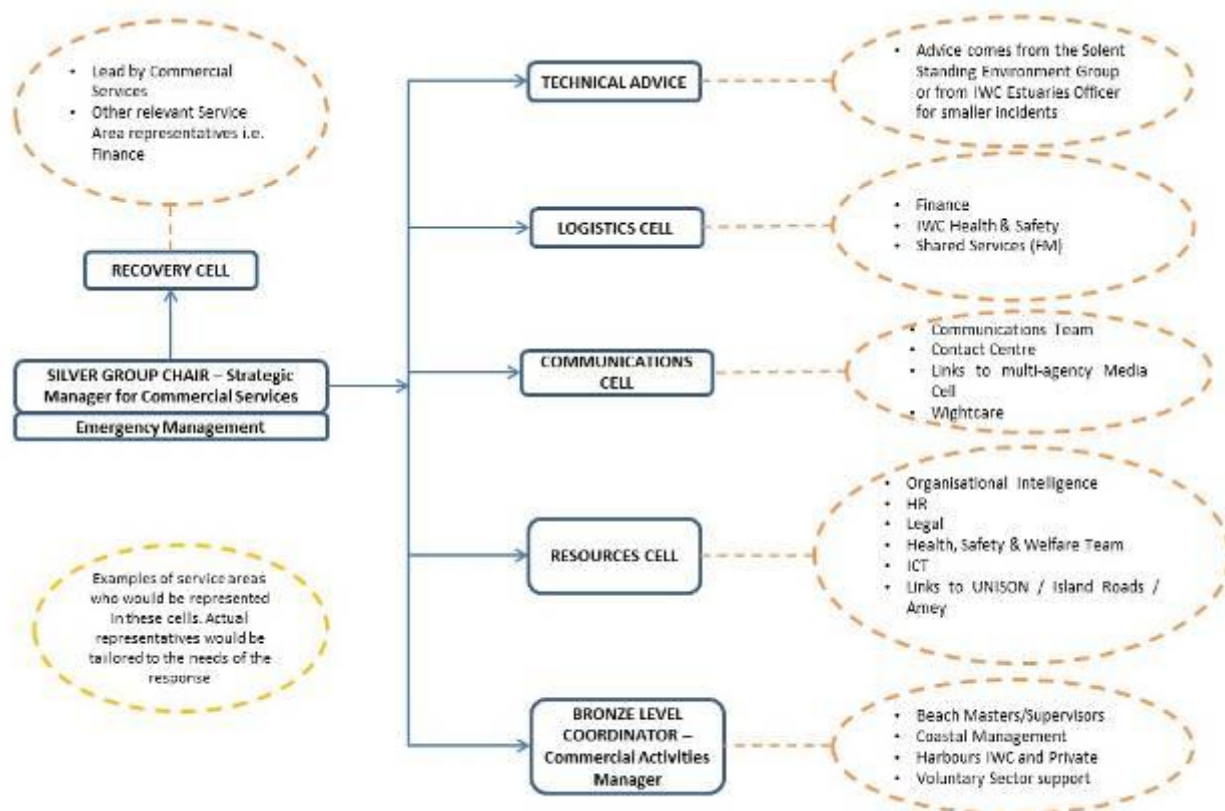 • Lead by Commercial
Services
• Other relevant Service
Area representatives i.e.
Finance
RECOVERY CELL
SILVER GROUP CHAIR – Strategic
Manager for Commercial Services
Emergency Management
Examples of service areas
who would be represented
in these cells. Actual
representatives would be
tailored to the needs of the
response
TECHNICAL ADVICE
• Advice comes from the Solent
Standing Environment Group
or from IWC Estuaries Officer
for smaller incidents
LOGISTICS CELL
• Finance
• IWC Health & Safety
• Shared Services (FM)
COMMUNICATIONS
CELL
• Communications Team
• Contact Centre
• Links to multi-agency Media
Cell
• Wightcare
RESOURCES CELL
• Organisational Intelligence
• HR
• Legal
• Health, Safety & Welfare Team
• ICT
• Links to UNISON / Island Roads /
Amey
BRONZE LEVEL
COORDINATOR –
Commercial Activities
Manager
• Beach Masters/Supervisors
• Coastal Management
• Harbours IWC and Private
• Voluntary Sector support